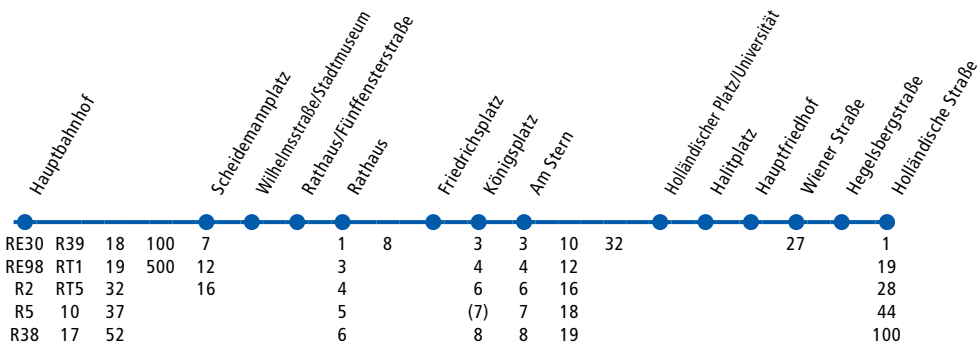 Hauptbahnhof
Scheidemannplatz
Wilhelmsstraße/Stadtmuseum
Rathaus/Fünffensterstraße
Rathaus
Friedrichsplatz
Königsplatz
Am Stern
Holländischer Platz/Universität
Halitplatz
Hauptfriedhof
Wiener Straße
Hegelsbergstraße
Holländische Straße
RE30 R39 18 100 7 1 8 3 3 10 32 27 1
RE98 RT1 19 500 12 3 4 4 12 19
R2 RT5 32 16 4 6 6 16 28
R5 10 37 5 (7) 7 18 44
R38 17 52 6 8 8 19 100